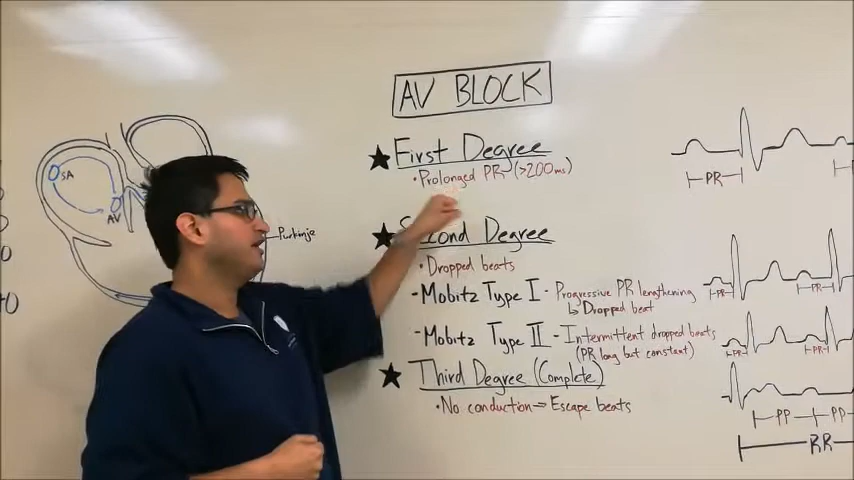 AV BLOCK
SA
AV
Purkinje
0
+0
★ First Degree
• Prolonged PR (>200ms)
PR
★ Second Degree
• Dropped beats
• Mobitz Type I - Progressive PR lengthening
↳ Dropped beat
PR
PR
• Mobitz Type II - Intermittent dropped beats
(PR long but constant)
PR
PR
★ Third Degree (Complete)
• No conduction ⇒ Escape beats
PP
PP
RR